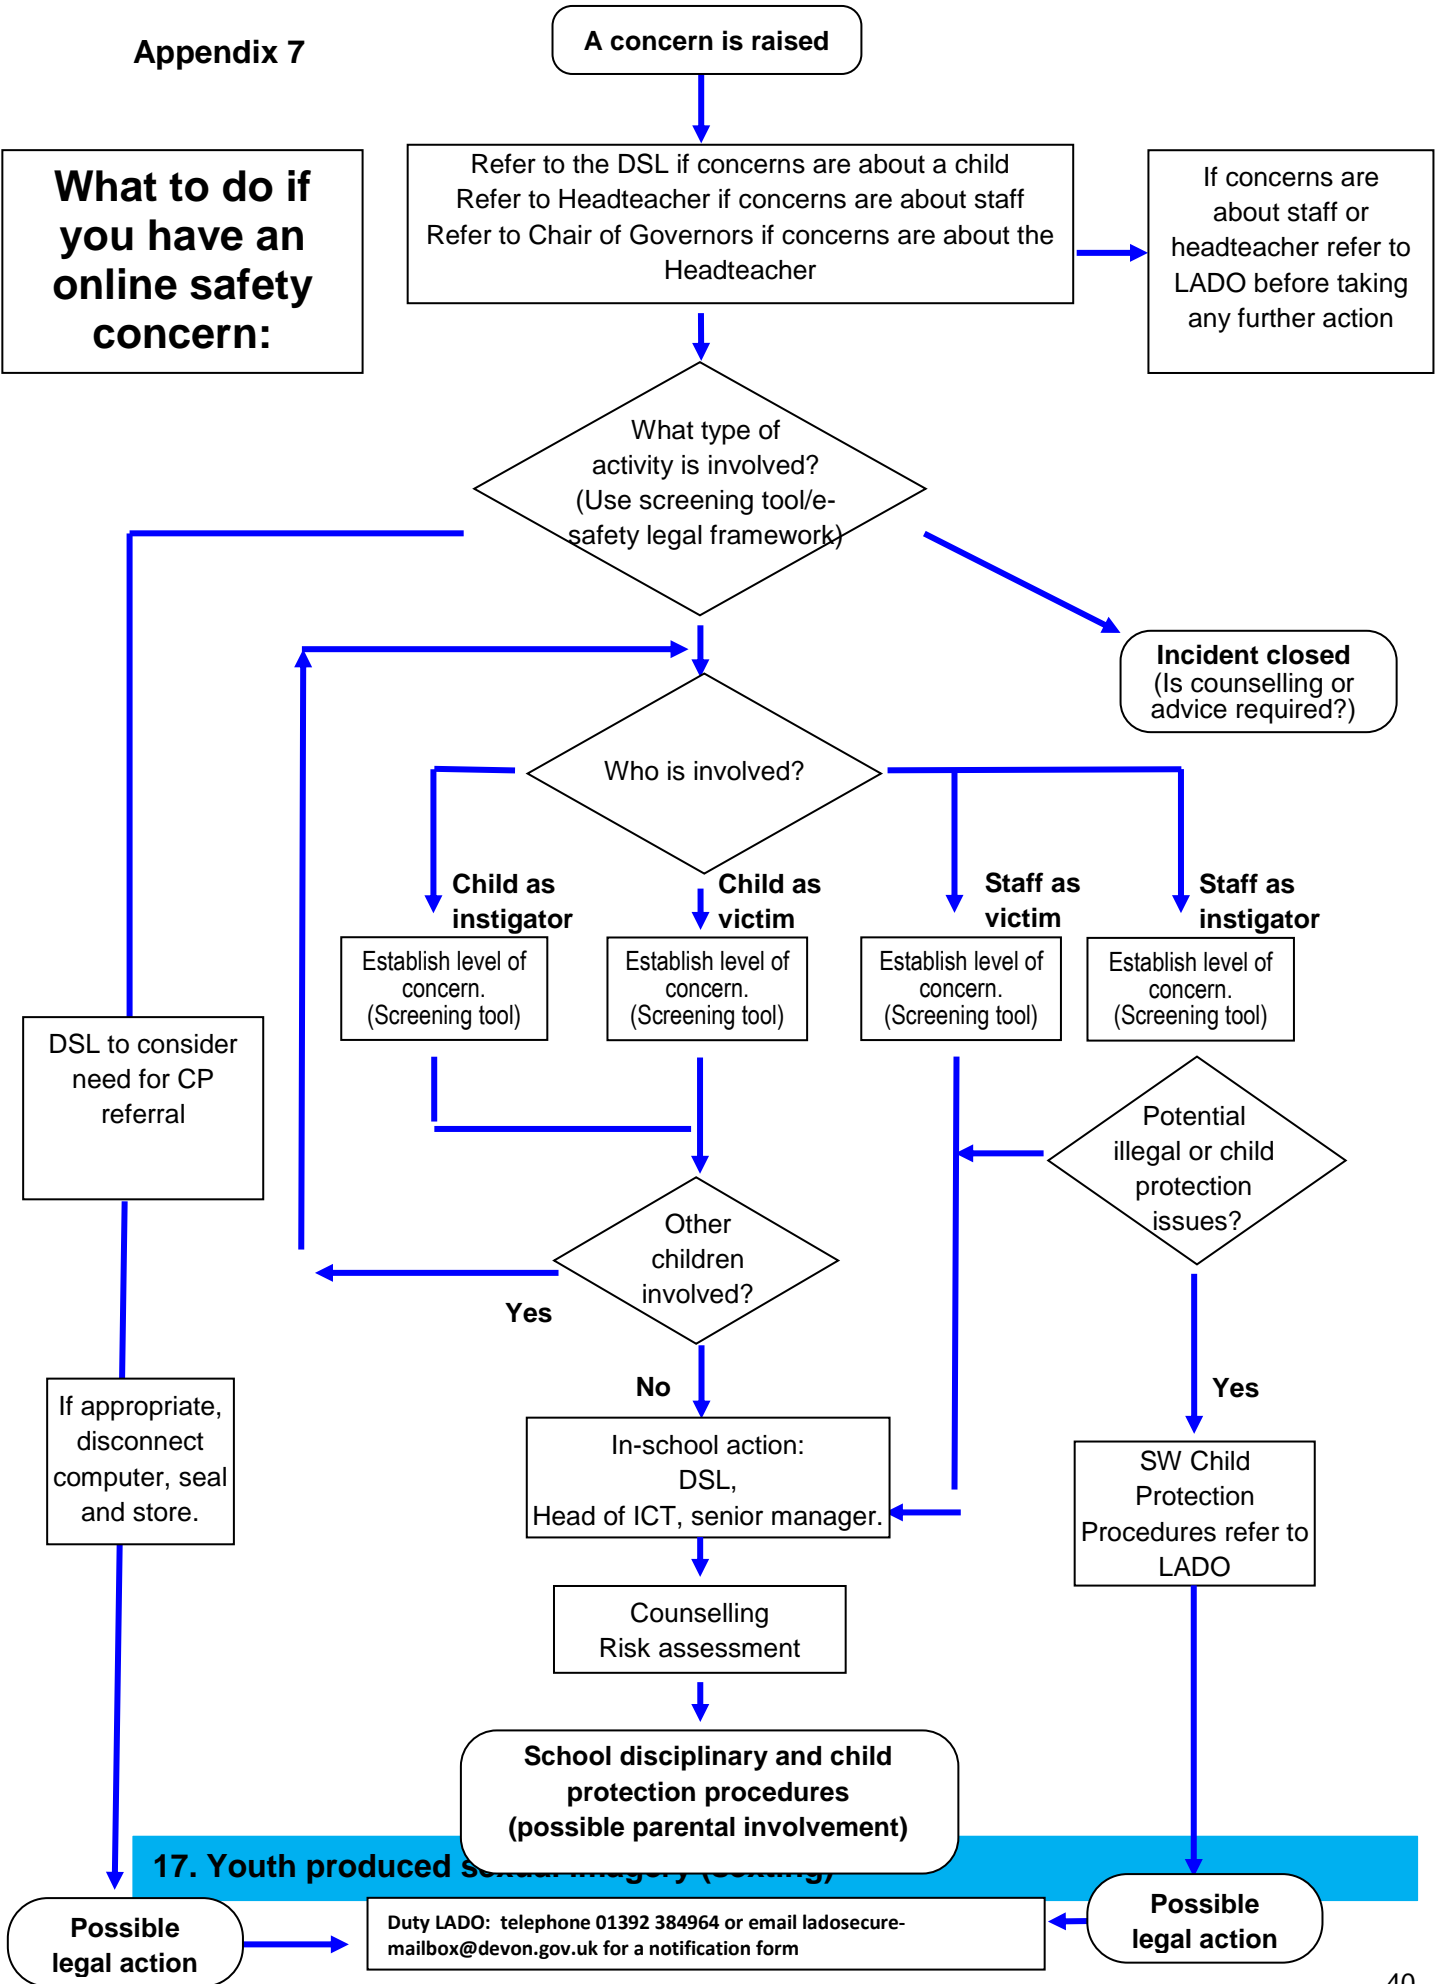 Appendix 7
A concern is raised
What to do if
you have an
online safety
concern:
Refer to the DSL if concerns are about a child
Refer to Headteacher if concerns are about staff
Refer to Chair of Governors if concerns are about the
Headteacher
If concerns are
about staff or
headteacher refer to
LADO before taking
any further action
What type of
activity is involved?
(Use screening tool/e-
safety legal framework)
Incident closed
(Is counselling or
advice required?)
Who is involved?
Child as
instigator
Child as
victim
Staff as
victim
Staff as
instigator
Establish level of
concern.
(Screening tool)
Establish level of
concern.
(Screening tool)
Establish level of
concern.
(Screening tool)
Establish level of
concern.
(Screening tool)
DSL to consider
need for CP
referral
Potential
illegal or child
protection
issues?
Other
children
involved?
Yes
No
Yes
If appropriate,
disconnect
computer, seal
and store.
In-school action:
DSL,
Head of ICT, senior manager.
SW Child
Protection
Procedures refer to
LADO
Counselling
Risk assessment
School disciplinary and child
protection procedures
(possible parental involvement)
17. Youth produced sexual imagery (sexting)
Possible
legal action
Duty LADO: telephone 01392 384964 or email ladosecure-
mailbox@devon.gov.uk for a notification form
Possible
legal action
40